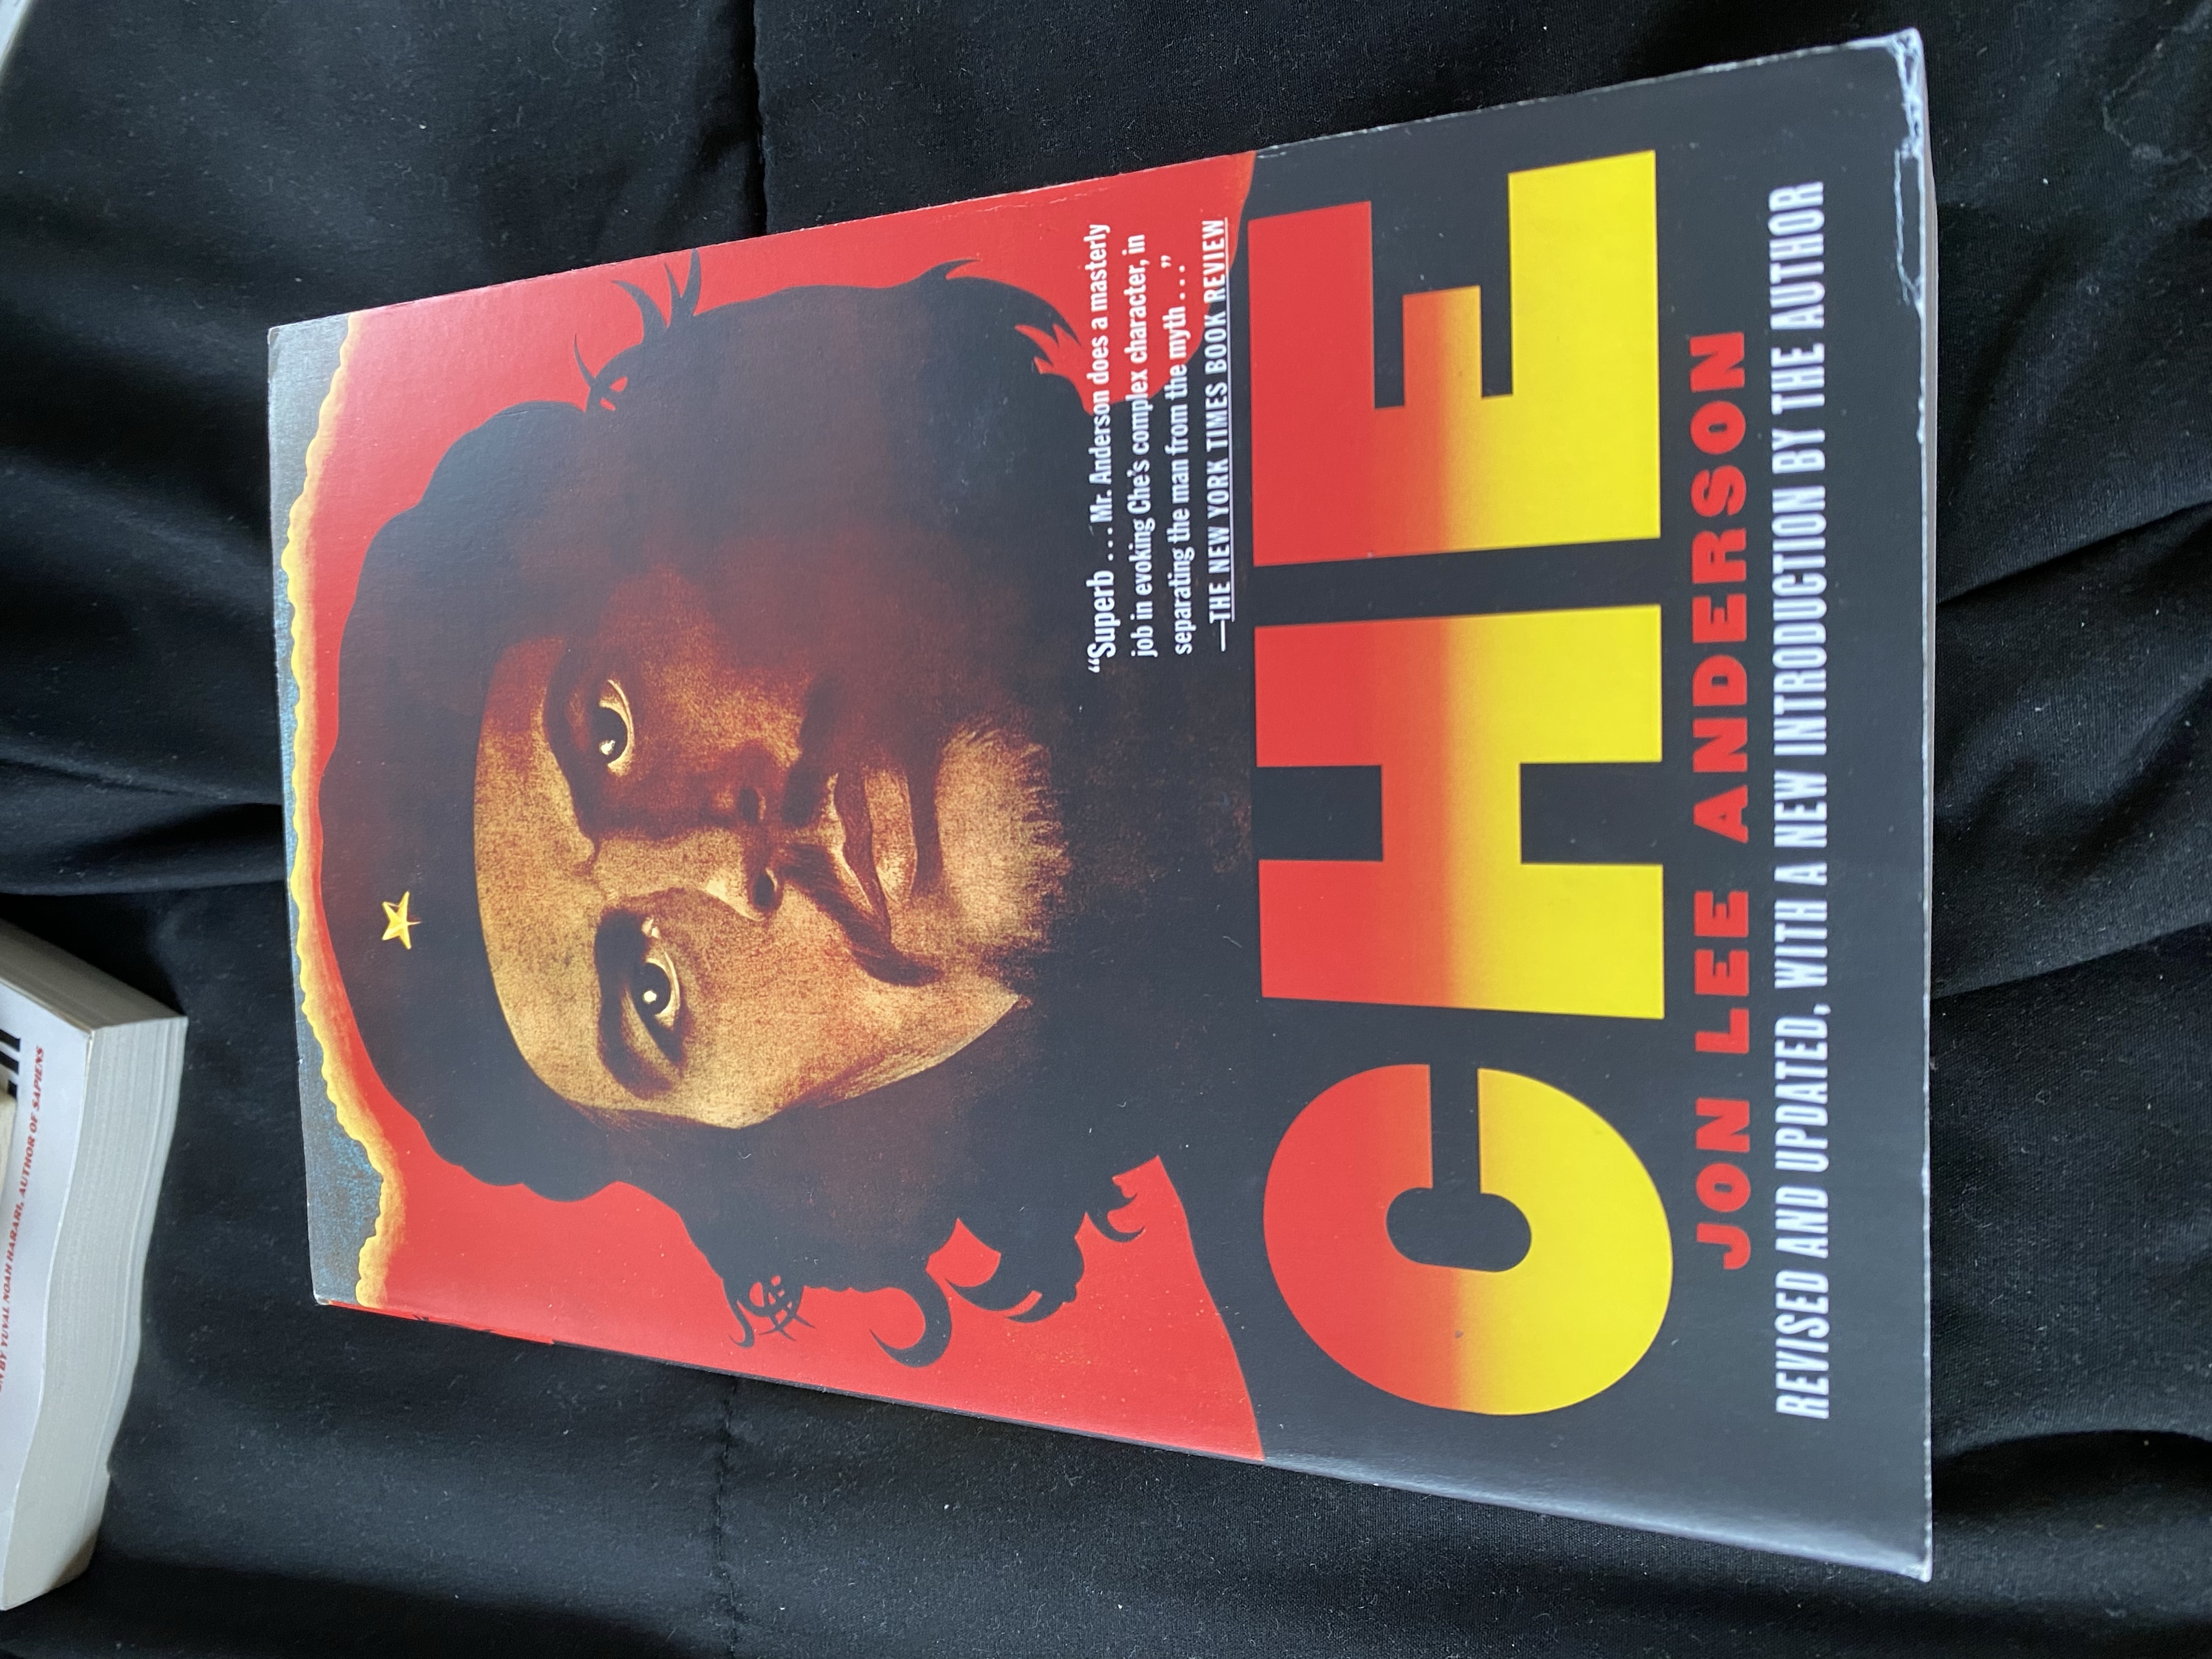 BY YUVAL NOAH HARARI, AUTHOR OF SAPIENS
“Superb ... Mr. Anderson does a masterly
job in evoking Che’s complex character, in
separating the man from the myth ...”
—THE NEW YORK TIMES BOOK REVIEW
CHE
JON LEE ANDERSON
REVISED AND UPDATED, WITH A NEW INTRODUCTION BY THE AUTHOR